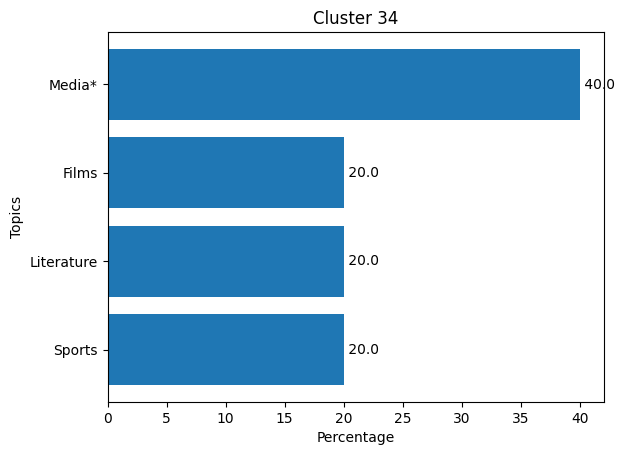 Cluster 34
Topics
Media*
40.0
Films
20.0
Literature
20.0
Sports
20.0
0 5 10 15 20 25 30 35 40
Percentage